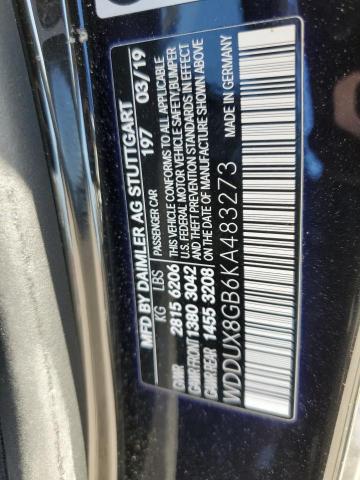 MFD BY DAIMLER AG STUTTGART
197 03/19
KG LBS PASSENGER CAR
GVWR 2815 6206 THIS VEHICLE CONFORMS TO ALL APPLICABLE
GAWR FRONT 1380 3042 U.S. FEDERAL MOTOR VEHICLE SAFETY, BUMPER
GAWR REAR 1455 3208 AND THEFT PREVENTION STANDARDS IN EFFECT ON THE DATE OF MANUFACTURE SHOWN ABOVE
WDDUX8GB6KA483273 MADE IN GERMANY